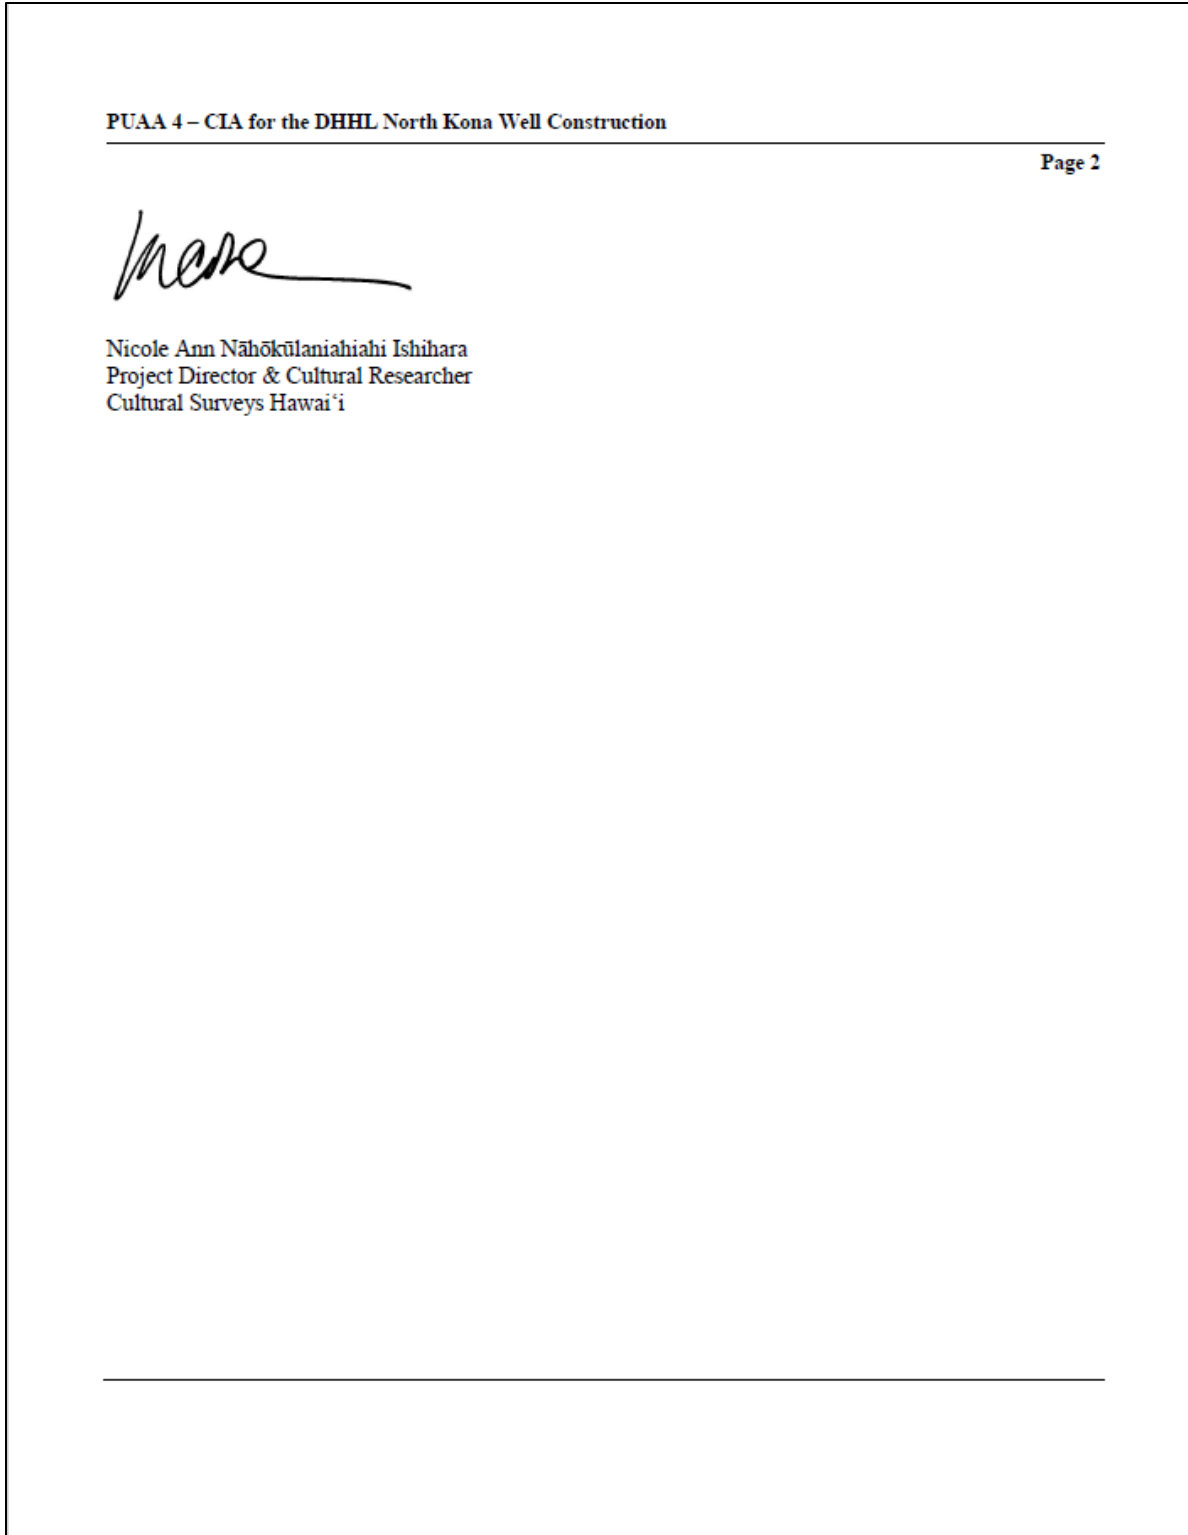 PUAA 4 – CIA for the DHHL North Kona Well Construction
Page 2
Nicole Ann Nāhōkūlaniahiahi Ishihara
Project Director & Cultural Researcher
Cultural Surveys Hawai‘i